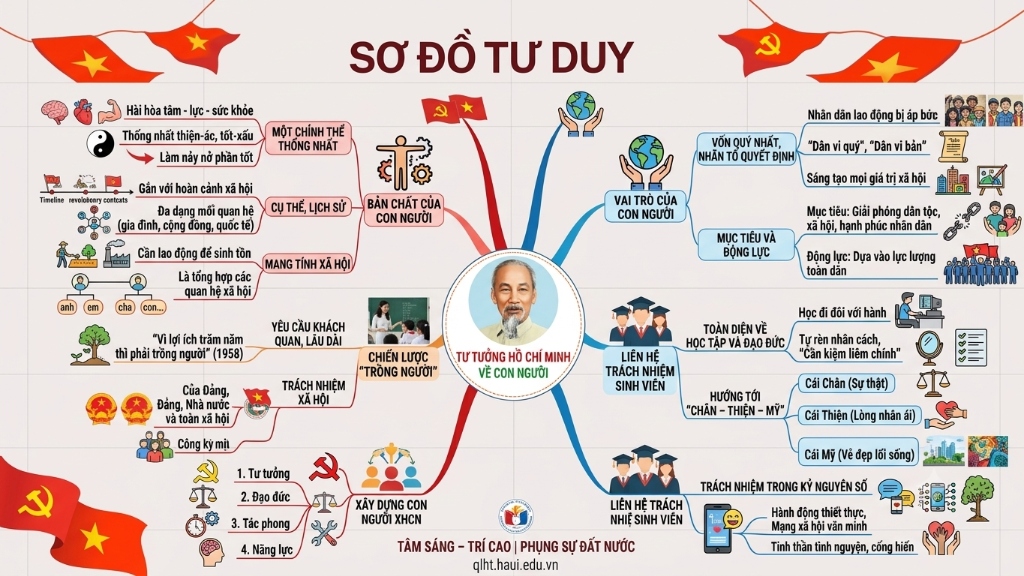 SƠ ĐỒ TƯ DUY
Hài hòa tâm - lực - sức khỏe
Thống nhất thiện-ác, tốt-xấu
Làm nảy nở phần tốt
MỘT CHỈNH THỂ
THỐNG NHẤT
Timeline
Gắn với hoàn cảnh xã hội
Đa dạng mối quan hệ
(gia đình, cộng đồng, quốc tế)
CỤ THỂ, LỊCH SỬ
BẢN CHẤT CỦA
CON NGƯỜI
Cần lao động để sinh tồn
Là tổng hợp các
quan hệ xã hội
anh
em
cha
con...
MANG TÍNH XÃ HỘI
"Vì lợi ích trăm năm
thì phải trồng người" (1958)
YÊU CẦU KHÁCH
QUAN, LÂU DÀI
CHIẾN LƯỢC
"TRỒNG NGƯỜI"
Của Đảng,
Đảng, Nhà nước
và toàn xã hội
Công kỷ mịt
TRÁCH NHIỆM
XÃ HỘI
1. Tư tưởng
2. Đạo đức
3. Tác phong
4. Năng lực
XÂY DỰNG CON
NGƯỜI XHCN
TƯ TƯỞNG HỒ CHÍ MINH
VỀ CON NGƯỜI
VAI TRÒ CỦA
CON NGƯỜI
VỐN QUÝ NHẤT,
NHÂN TỐ QUYẾT ĐỊNH
Nhân dân lao động bị áp bức
"Dân vi quý", "Dân vi bản"
Sáng tạo mọi giá trị xã hội
MỤC TIÊU VÀ
ĐỘNG LỰC
Mục tiêu: Giải phóng dân tộc,
xã hội, hạnh phúc nhân dân
Động lực: Dựa vào lực lượng
toàn dân
LIÊN HỆ
TRÁCH NHIỆM
SINH VIÊN
TOÀN DIỆN VỀ
HỌC TẬP VÀ ĐẠO ĐỨC
Học đi đôi với hành
Tự rèn nhân cách,
"Cần kiệm liêm chính"
HƯỚNG TỚI
"CHÂN – THIỆN – MỸ"
Cái Chân (Sự thật)
Cái Thiện (Lòng nhân ái)
Cái Mỹ (Vẻ đẹp lối sống)
LIÊN HỆ TRÁCH
NHIỆ SINH VIÊN
TRÁCH NHIỆM TRONG KỶ NGUYÊN SỐ
Hành động thiết thực,
Mạng xã hội văn minh
Tinh thần tình nguyện, cống hiến
TÂM SÁNG – TRÍ CAO | PHỤNG SỰ ĐẤT NƯỚC
qlht.haui.edu.vn